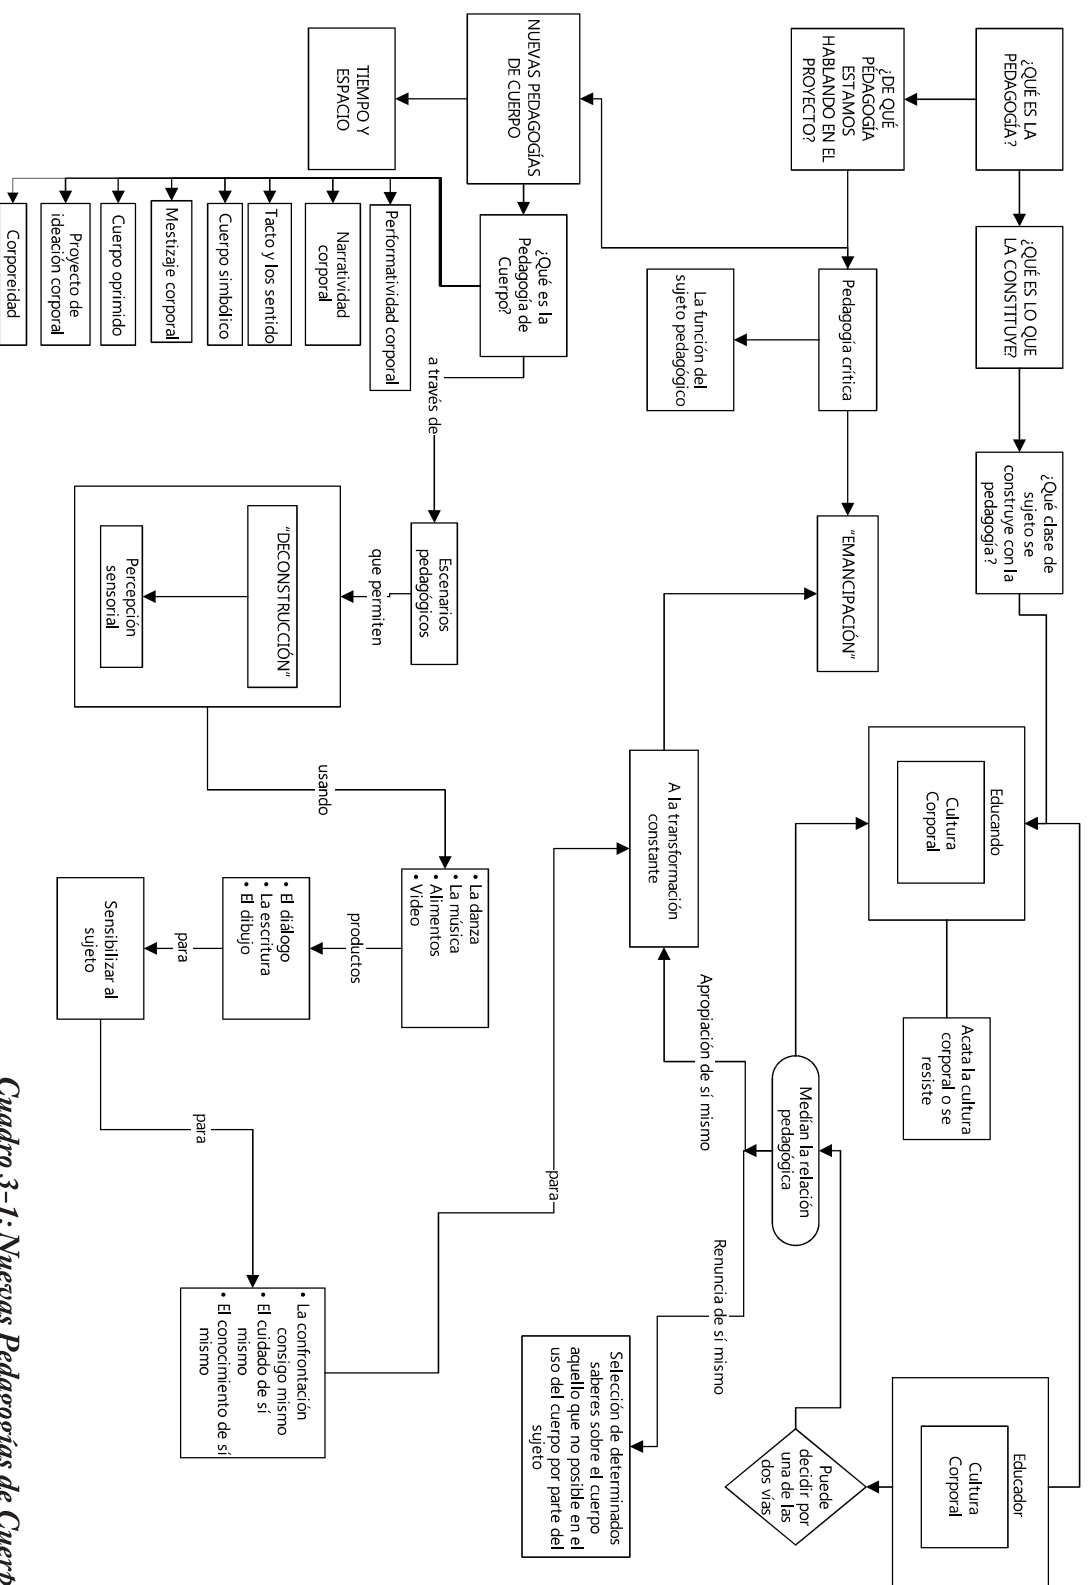 ¿QUÉ ES LA
PEDAGOGÍA?
¿QUÉ ES LO QUE
LA CONSTITUYE?
¿Qué clase de
sujeto se
construye con la
pedagogía?
Educando
Cultura
Corporal
Acata la cultura
corporal o se
resiste
Educador
Cultura
Corporal
¿DE QUÉ
PEDAGOGÍA
ESTAMOS
HABLANDO EN EL
PROYECTO?
Pedagogía crítica
"EMANCIPACIÓN"
Medían la relación
pedagógica
Puede
decidir por
una de las
dos vías
La función del
sujeto pedagógico
A la transformación
constante
Apropiación de sí mismo
Renuncia de sí mismo
Selección de determinados
saberes sobre el cuerpo
aquello que no posible en el
uso del cuerpo por parte del
sujeto
NUEVAS PEDAGOGÍAS
DE CUERPO
¿Qué es la
Pedagogía de
Cuerpo?
TIEMPO Y
ESPACIO
a través de
Escenarios
pedagógicos
que permiten
"DECONSTRUCCIÓN"
Percepción
sensorial
usando
• La danza
• La música
• Alimentos
• Video
productos
• El diálogo
• La escritura
• El dibujo
para
Sensibilizar al
sujeto
para
• La confrontación
consigo mismo
• El cuidado de sí
mismo
• El conocimiento de sí
mismo
para
Performatividad corporal
Narratividad
corporal
Tacto y los sentido
Cuerpo simbólico
Mestizaje corporal
Cuerpo oprimido
Proyecto de
ideación corporal
Corporeidad
Cuadro 3-1: Nuevas Pedagogías de Cuerp